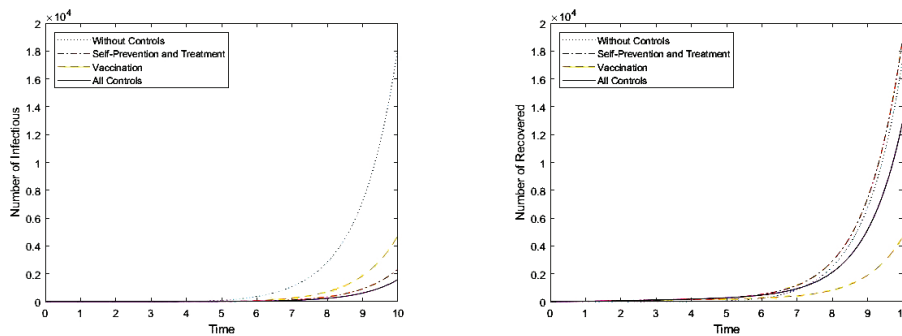 ×10⁴
2
1.8
1.6
1.4
1.2
1
0.8
0.6
0.4
0.2
0
Number of Infectious
Without Controls
Self-Prevention and Treatment
Vaccination
All Controls
0 1 2 3 4 5 6 7 8 9 10
Time
×10⁴
2
1.8
1.6
1.4
1.2
1
0.8
0.6
0.4
0.2
0
Number of Recovered
Without Controls
Self-Prevention and Treatment
Vaccination
All Controls
0 1 2 3 4 5 6 7 8 9
Time